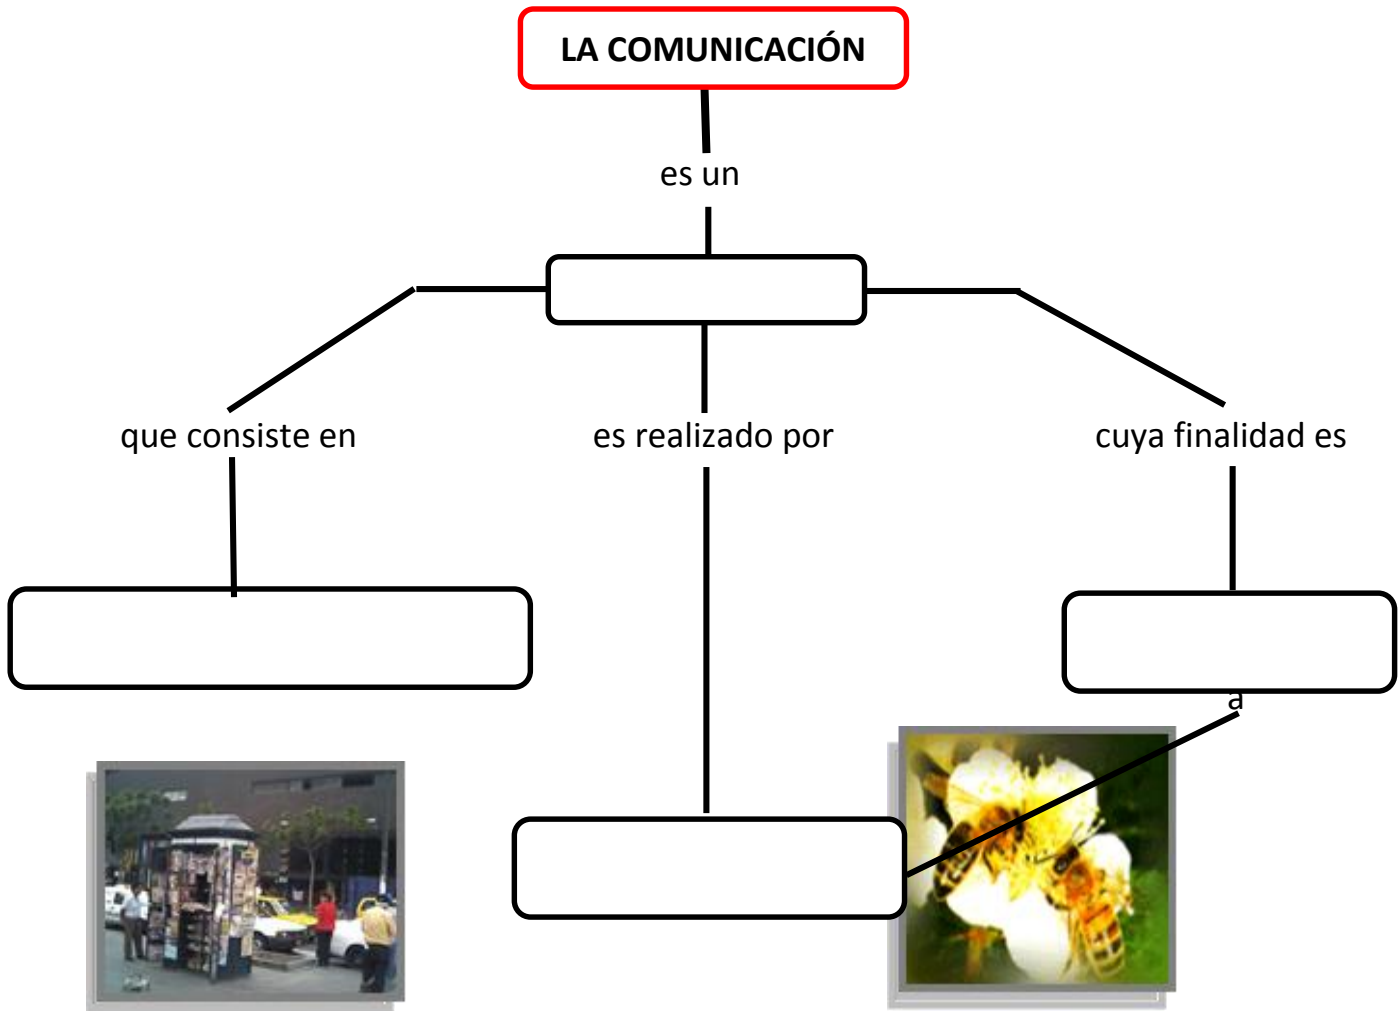 LA COMUNICACIÓN
es un
que consiste en
es realizado por
cuya finalidad es
a